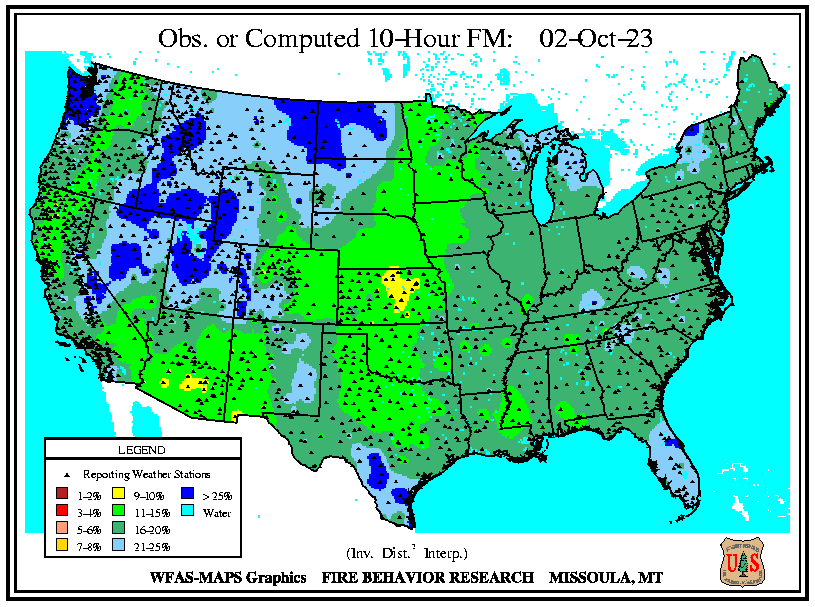 Obs. or Computed 10-Hour FM: 02-Oct-23
LEGEND
Reporting Weather Stations
1-2% 9-10% > 25%
3-4% 11-15% Water
5-6% 16-20%
7-8% 21-25%
(Inv. Dist.² Interp.)
WFAS-MAPS Graphics FIRE BEHAVIOR RESEARCH MISSOULA, MT
U S